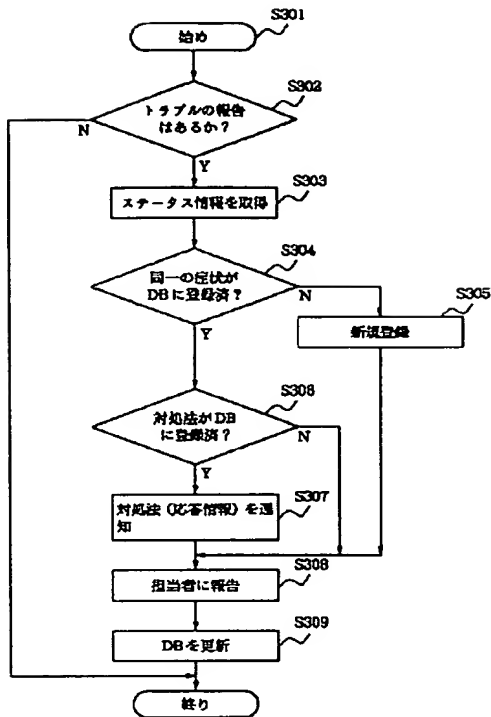 S301
始め
S302
トラブルの報告
はあるか？
N
Y
S303
ステータス情報を取得
S304
同一の症状が
DBに登録済？
N
Y
S305
新規登録
S306
対処法がDB
に登録済？
N
Y
S307
対処法（応答情報）を通
知
S308
担当者に報告
S309
DBを更新
終り